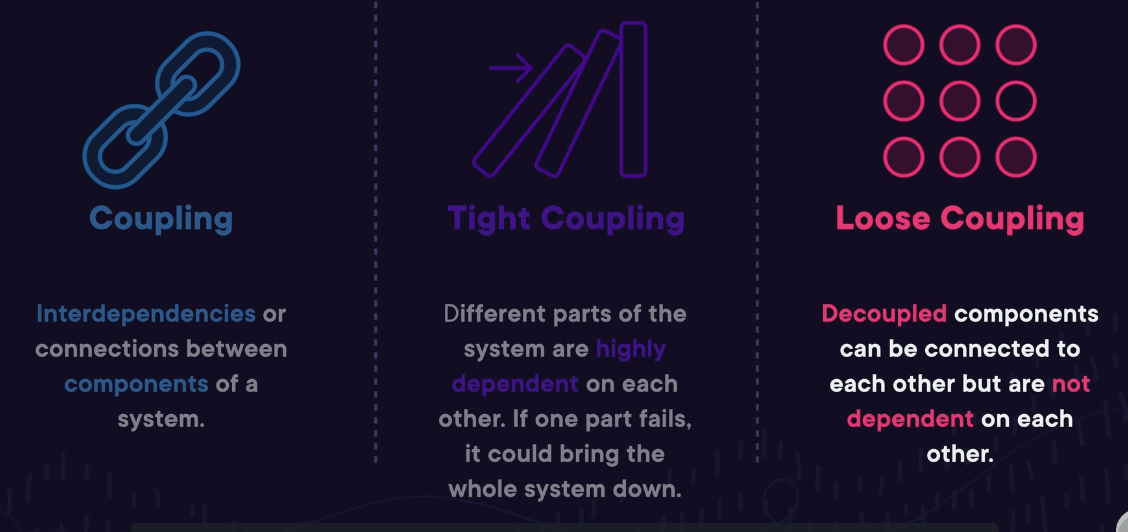 Coupling
Interdependencies or
connections between
components of a
system.
Tight Coupling
Different parts of the
system are highly
dependent on each
other. If one part fails,
it could bring the
whole system down.
Loose Coupling
Decoupled components
can be connected to
each other but are not
dependent on each
other.